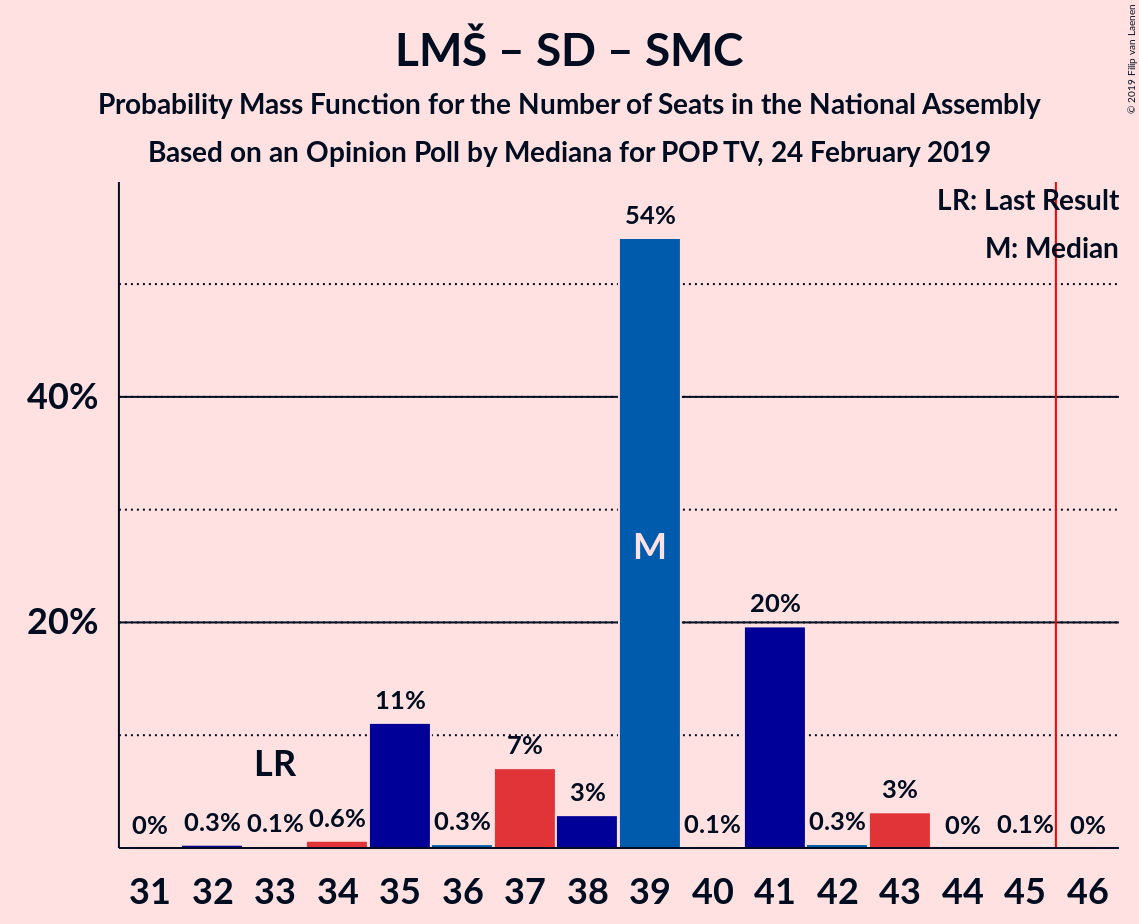 LMŠ – SD – SMC
Probability Mass Function for the Number of Seats in the National Assembly
Based on an Opinion Poll by Mediana for POP TV, 24 February 2019
© 2019 Filip van Laenen
LR: Last Result
M: Median
54%
40%
M
20%
20%
11%
LR
7%
3%
3%
0%
0.3%
0.1%
0.6%
0.3%
0.1%
0.3%
0%
0.1%
0%
31 32 33 34 35 36 37 38 39 40 41 42 43 44 45 46